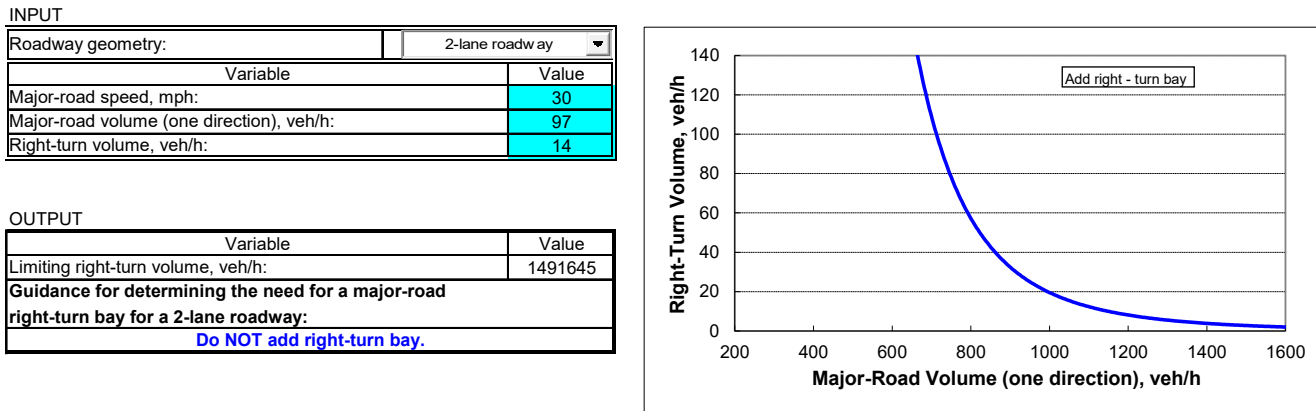 INPUT
Roadway geometry: 2-lane roadway
Variable Value
Major-road speed, mph: 30
Major-road volume (one direction), veh/h: 97
Right-turn volume, veh/h: 14
OUTPUT
Variable Value
Limiting right-turn volume, veh/h: 1491645
Guidance for determining the need for a major-road
right-turn bay for a 2-lane roadway:
Do NOT add right-turn bay.
Right-Turn Volume, veh/h
140
120
100
80
60
40
20
0
Add right - turn bay
200 400 600 800 1000 1200 1400 1600
Major-Road Volume (one direction), veh/h